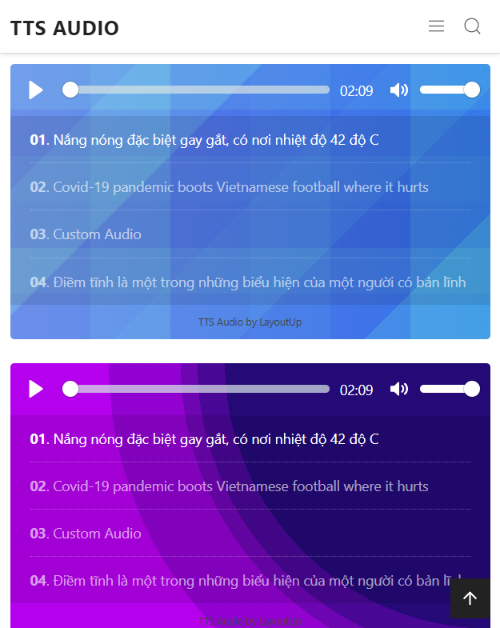 TTS AUDIO
02:09
01. Nắng nóng đặc biệt gay gắt, có nơi nhiệt độ 42 độ C
02. Covid-19 pandemic boots Vietnamese football where it hurts
03. Custom Audio
04. Điềm tĩnh là một trong những biểu hiện của một người có bản lĩnh
TTS Audio by LayoutUp
02:09
01. Nắng nóng đặc biệt gay gắt, có nơi nhiệt độ 42 độ C
02. Covid-19 pandemic boots Vietnamese football where it hurts
03. Custom Audio
04. Điềm tĩnh là một trong những biểu hiện của một người có bản
TTS Audio by LayoutUp